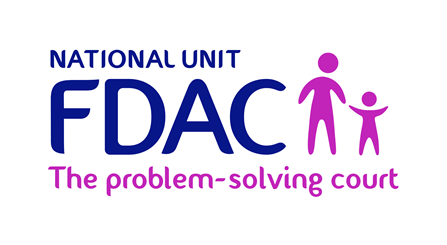 NATIONAL UNIT
FDAC
The problem-solving court